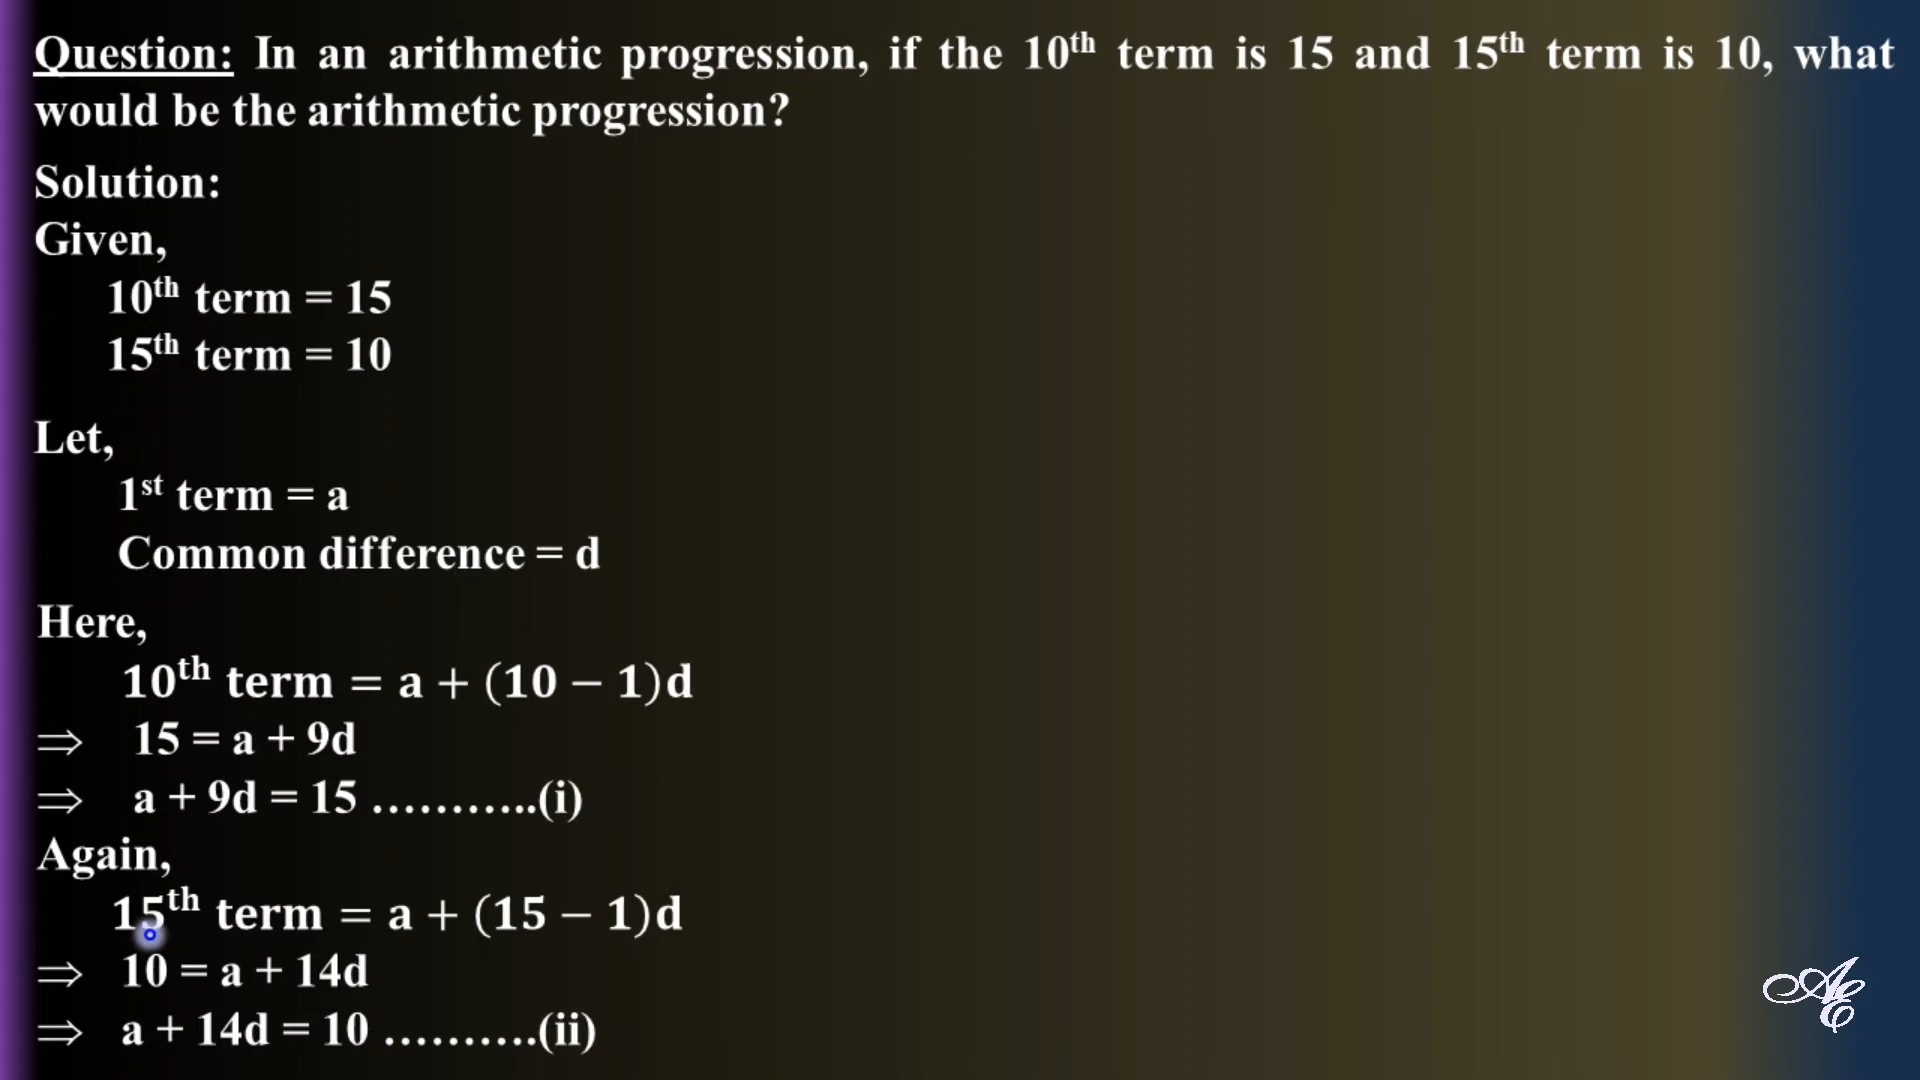 Question: In an arithmetic progression, if the 10th term is 15 and 15th term is 10, what
would be the arithmetic progression?
Solution:
Given,
10th term = 15
15th term = 10
Let,
1st term = a
Common difference = d
Here,
10th term = a + (10 − 1)d
⇒ 15 = a + 9d
⇒ a + 9d = 15 ………..(i)
Again,
15th term = a + (15 − 1)d
⇒ 10 = a + 14d
⇒ a + 14d = 10 ……….(ii)
AE